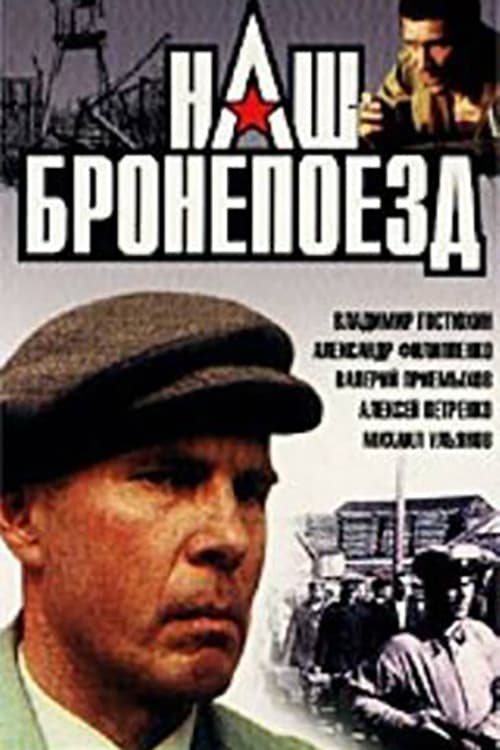 НАШ
БРОНЕПОЕЗД
ВЛАДИМИР ГОСТЮХИН
АЛЕКСАНДР ФИЛИППЕНКО
ВАЛЕРИЙ ПРИЕМЫХОВ
АЛЕКСЕЙ ПЕТРЕНКО
МИХАИЛ УЛЬЯНОВ